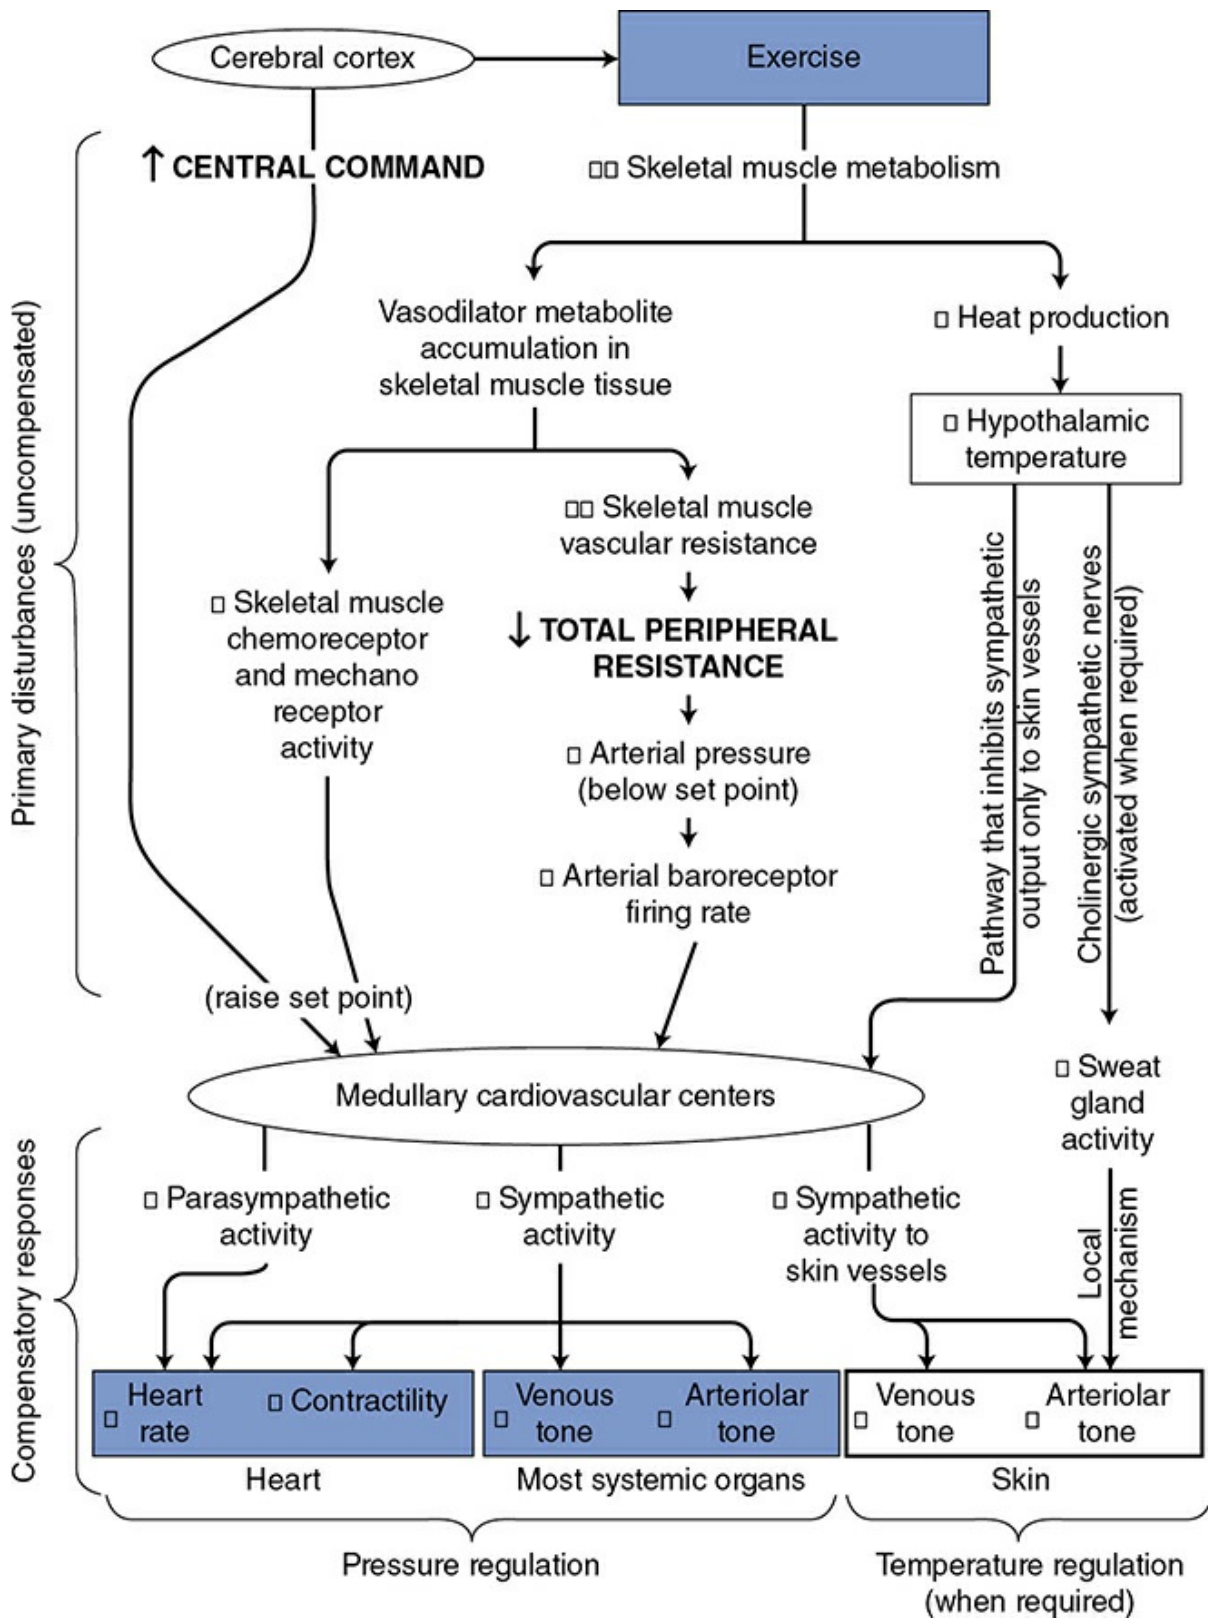 Cerebral cortex
Exercise
↑ CENTRAL COMMAND
▯▯ Skeletal muscle metabolism
Vasodilator metabolite
accumulation in
skeletal muscle tissue
▯ Heat production
▯ Hypothalamic
temperature
▯▯ Skeletal muscle
vascular resistance
▯ Skeletal muscle
chemoreceptor
and mechano
receptor
activity
↓ TOTAL PERIPHERAL
RESISTANCE
▯ Arterial pressure
(below set point)
▯ Arterial baroreceptor
firing rate
Pathway that inhibits sympathetic
output only to skin vessels
Cholinergic sympathetic nerves
(activated when required)
Primary disturbances (uncompensated)
(raise set point)
Medullary cardiovascular centers
▯ Sweat
gland
activity
▯ Parasympathetic
activity
▯ Sympathetic
activity
▯ Sympathetic
activity to
skin vessels
Local
mechanism
Compensatory responses
▯ Heart
rate
▯ Contractility
▯ Venous
tone
▯ Arteriolar
tone
▯ Venous
tone
▯ Arteriolar
tone
Heart
Most systemic organs
Skin
Pressure regulation
Temperature regulation
(when required)